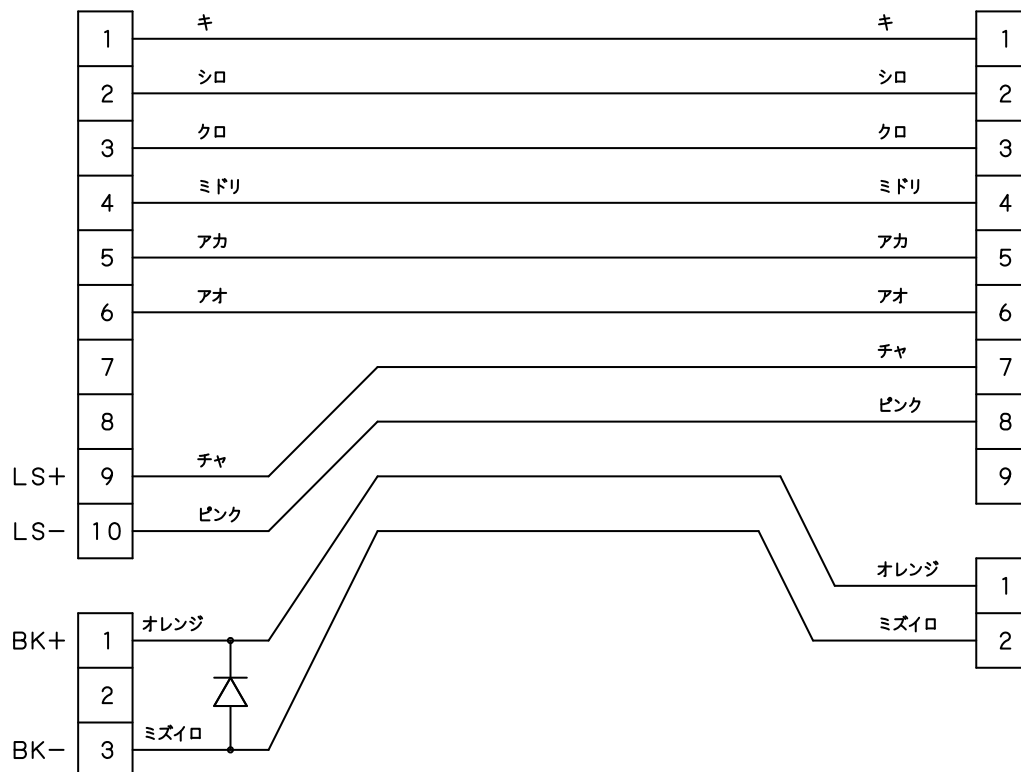 1 キ キ 1
2 シロ シロ 2
3 クロ クロ 3
4 ミドリ ミドリ 4
5 アカ アカ 5
6 アオ アオ 6
7 チャ 7
8 ピンク 8
LS+ 9 チャ 9
LS− 10 ピンク
オレンジ 1
BK+ 1 オレンジ ミズイロ 2
2
BK− 3 ミズイロ